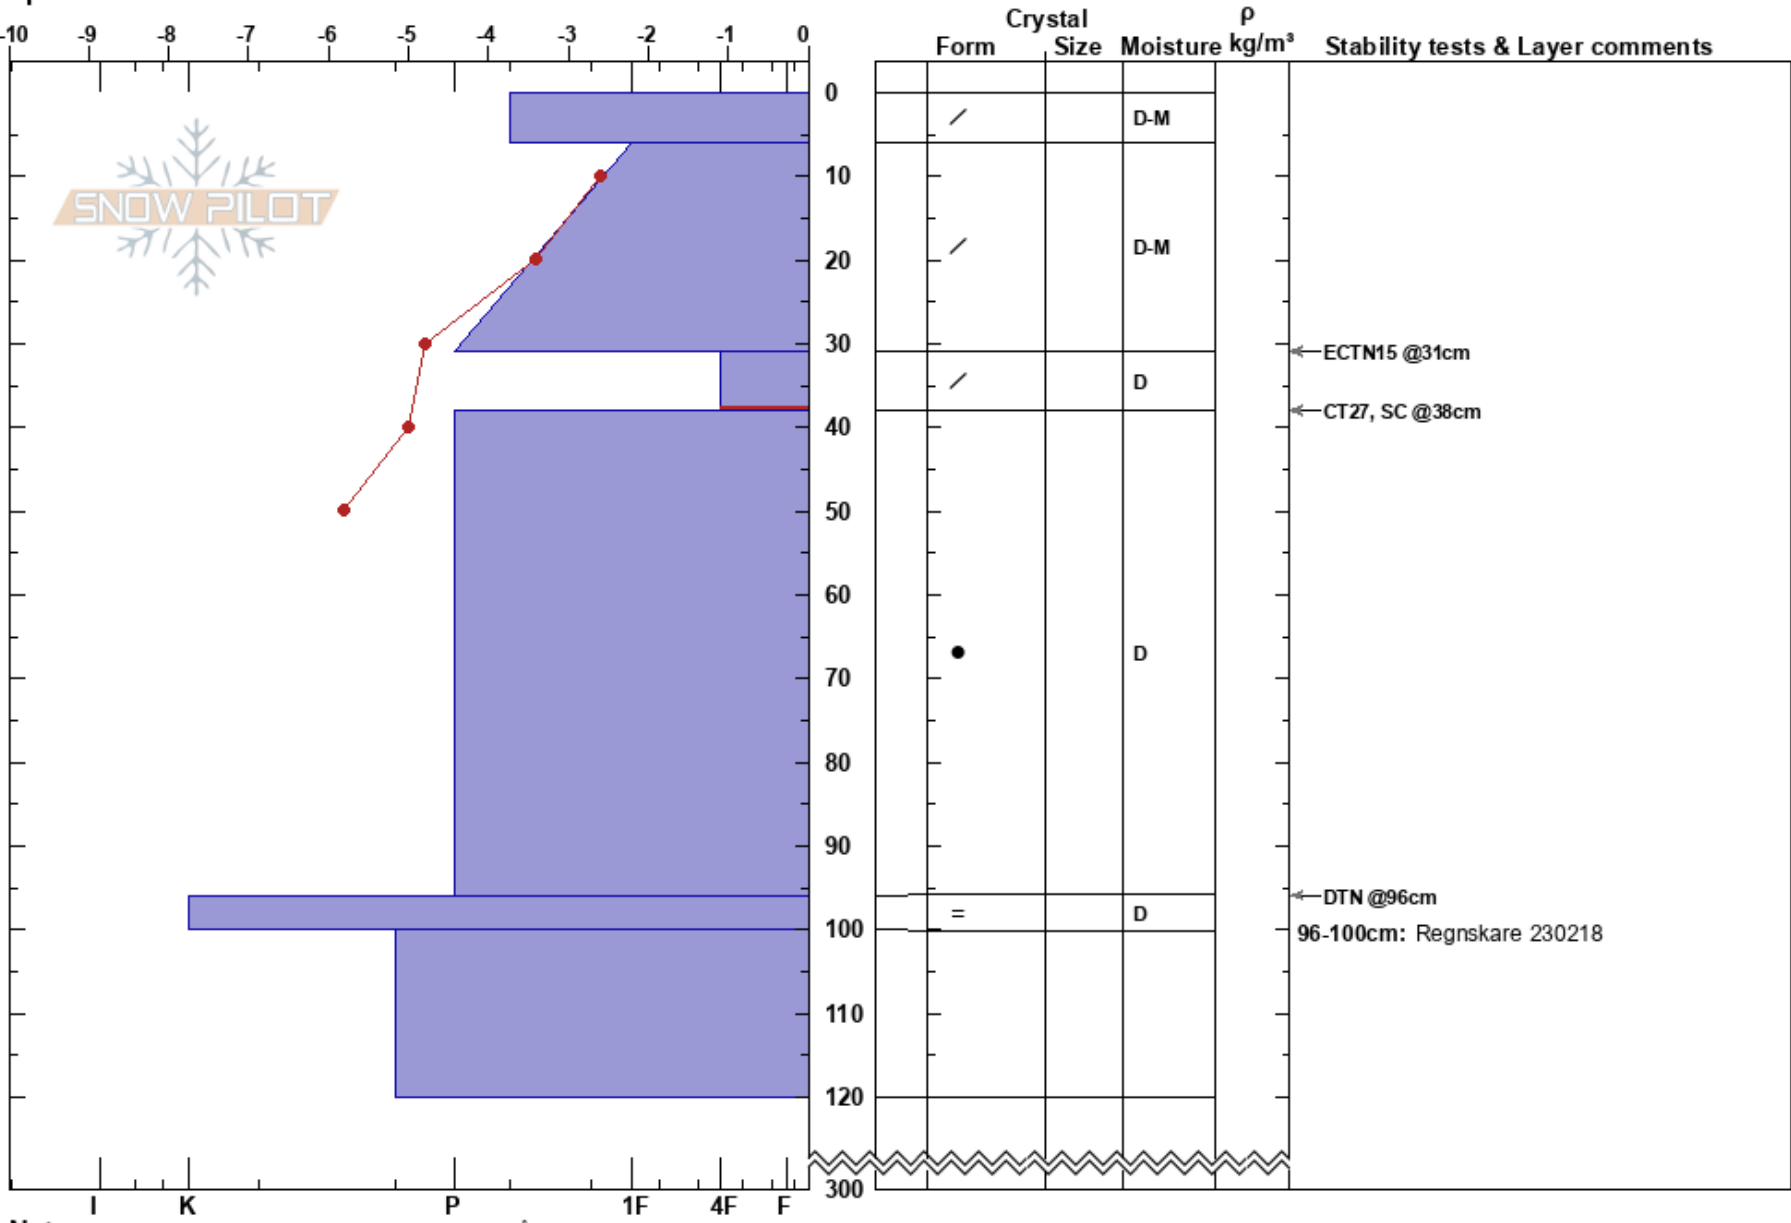 Crystal ρ
-10 -9 -8 -7 -6 -5 -4 -3 -2 -1 0 Form Size Moisture kg/m³ Stability tests & Layer comments
0
D-M
SNOW PILOT
10
D-M
20
30
ECTN15 @31cm
D
CT27, SC @38cm
40
50
60
D
70
80
90
DTN @96cm
= D
100
96-100cm: Regnskare 230218
110
120
300
I K P 1F 4F F